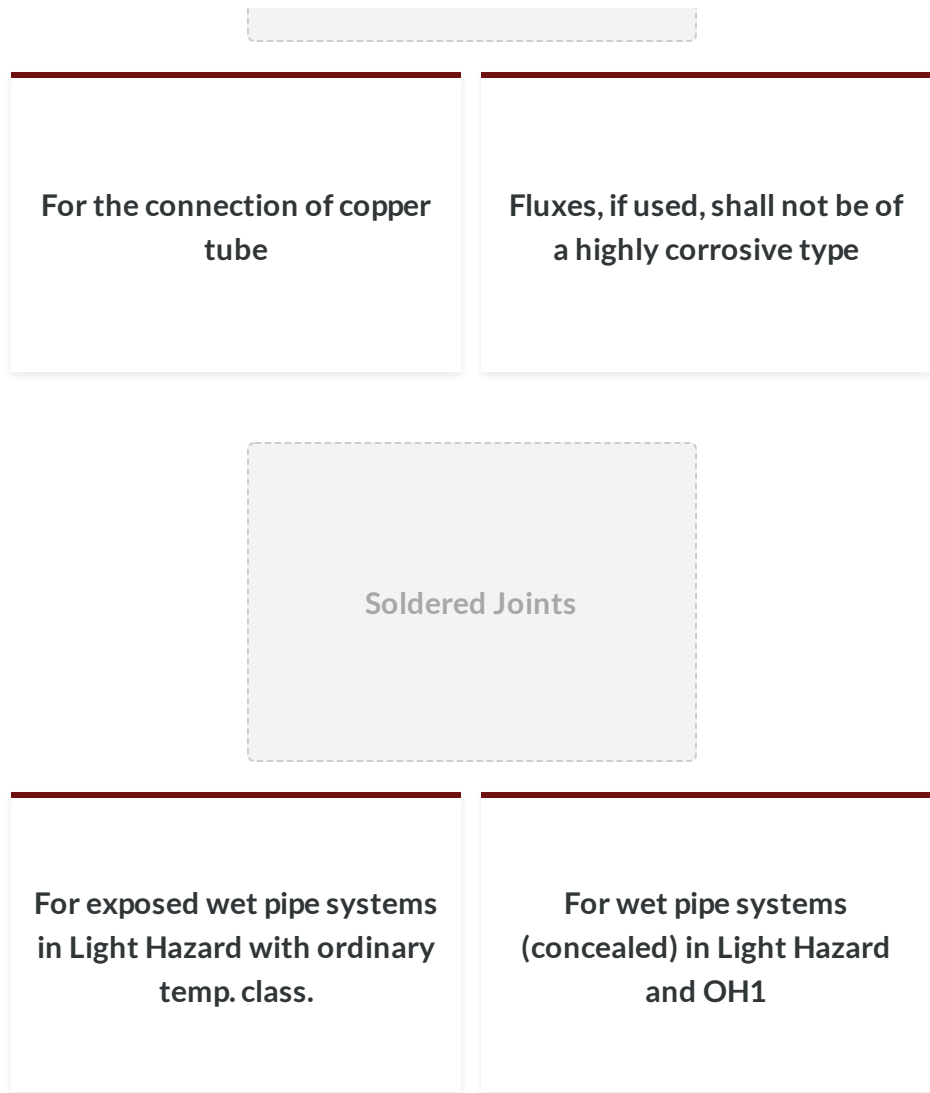 For the connection of copper
tube
Fluxes, if used, shall not be of
a highly corrosive type
Soldered Joints
For exposed wet pipe systems
in Light Hazard with ordinary
temp. class.
For wet pipe systems
(concealed) in Light Hazard
and OH1